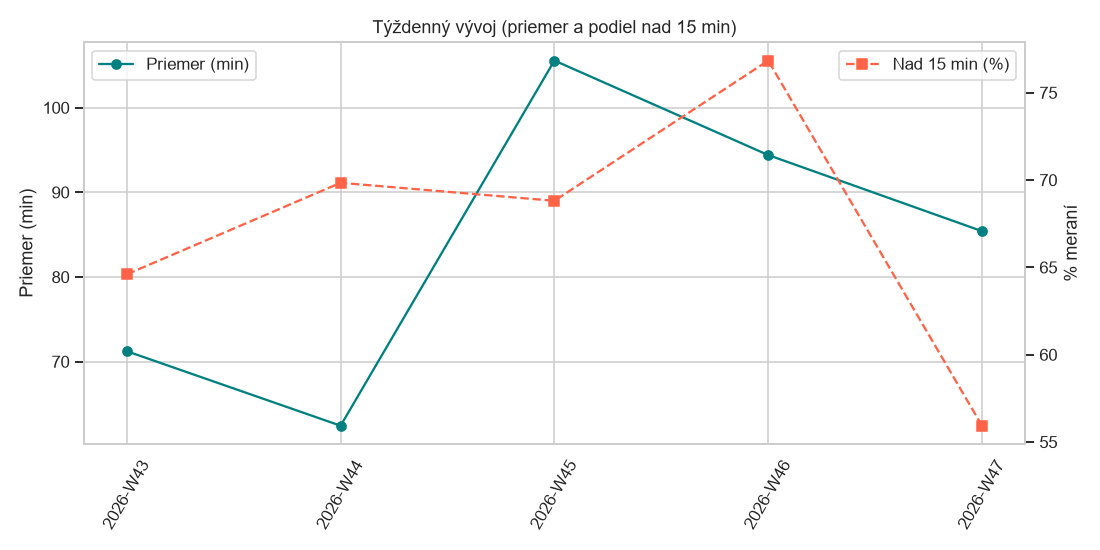 Týždenný vývoj (priemer a podiel nad 15 min)
Priemer (min)
Nad 15 min (%)
Priemer (min)
100
90
80
70
75
70
65
60
55
% meraní
2026-W43
2026-W44
2026-W45
2026-W46
2026-W47